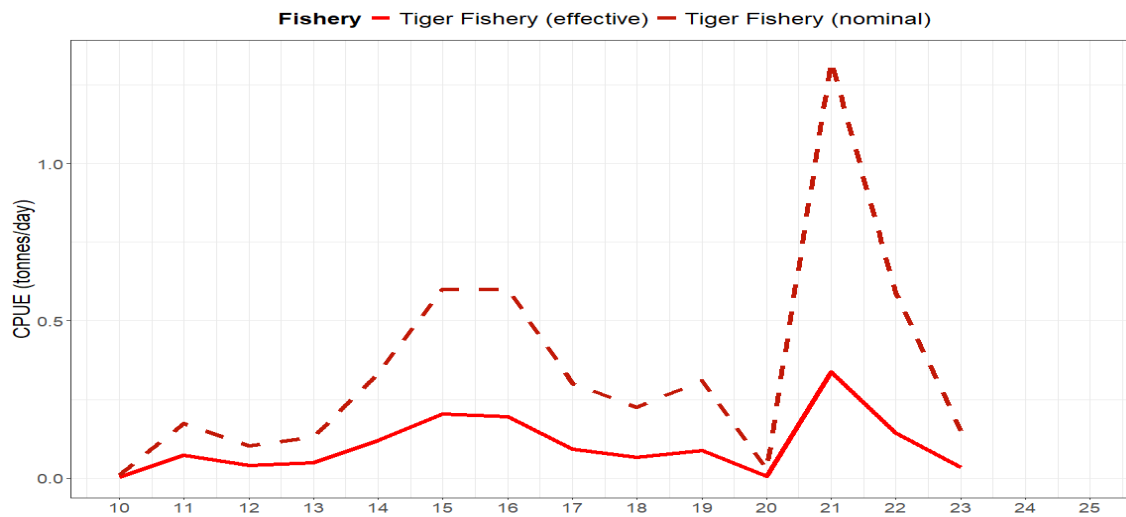 Fishery Tiger Fishery (effective) Tiger Fishery (nominal)
CPUE (tonnes/day)
1.0
0.5
0.0
10 11 12 13 14 15 16 17 18 19 20 21 22 23 24 25